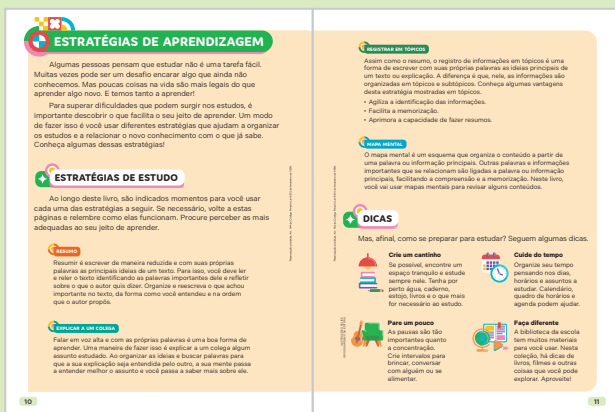 ESTRATÉGIAS DE APRENDIZAGEM
Algumas pessoas pensam que estudar não é uma tarefa fácil.
Muitas vezes pode ser um desafio encarar algo que ainda não
conhecemos. Mas poucas coisas na vida são mais legais do que
aprender algo novo. E temos tanto a aprender!
Para superar dificuldades que podem surgir nos estudos, é
importante descobrir o que facilita o seu jeito de aprender. Um modo
de fazer isso é você usar diferentes estratégias que ajudam a organizar
os estudos e a relacionar o novo conhecimento com o que já sabe.
Conheça algumas dessas estratégias!
ESTRATÉGIAS DE ESTUDO
Ao longo deste livro, são indicados momentos para você usar
cada uma das estratégias a seguir. Se necessário, volte a estas
páginas e relembre como elas funcionam. Procure perceber as mais
adequadas ao seu jeito de aprender.
RESUMO
Resumir é escrever de maneira reduzida e com suas próprias
palavras as principais ideias de um texto. Para isso, você deve ler
e reler o texto identificando as palavras importantes dele e refletir
sobre o que o autor quis dizer. Organize e reescreva o que achou
importante no texto, da forma como você entendeu e na ordem
que o autor propôs.
EXPLICAR A UM COLEGA
Falar em voz alta e com as próprias palavras é uma boa forma de
aprender. Uma maneira de fazer isso é explicar a um colega algum
assunto estudado. Ao organizar as ideias e buscar palavras para
que a sua explicação seja entendida pelo outro, a sua mente passa
a entender melhor o assunto e você passa a saber mais sobre ele.
10
REGISTRAR EM TÓPICOS
Assim como o resumo, o registro de informações em tópicos é uma
forma de escrever com suas próprias palavras as ideias principais de
um texto ou explicação. A diferença é que, nele, as informações são
organizadas em tópicos e subtópicos. Conheça algumas vantagens
desta estratégia mostradas em tópicos.
• Agiliza a identificação das informações.
• Facilita a memorização.
• Aprimora a capacidade de fazer resumos.
MAPA MENTAL
O mapa mental é um esquema que organiza o conteúdo a partir de
uma palavra ou informação principal. Outras palavras e informações
importantes que se relacionam são ligadas a palavra ou informação
principal, facilitando a compreensão e a memorização. Neste livro,
você vai usar mapas mentais para revisar alguns conteúdos.
DICAS
Mas, afinal, como se preparar para estudar? Seguem algumas dicas.
Crie um cantinho
Se possível, encontre um
espaço tranquilo e estude
sempre nele. Tenha por
perto água, caderno,
estojo, livros e o que mais
for necessário ao estudo.
Cuide do tempo
Organize seu tempo
pensando nos dias,
horários e assuntos a
estudar. Calendário,
quadro de horários e
agenda podem ajudar.
Pare um pouco
As pausas são tão
importantes quanto
a concentração.
Crie intervalos para
brincar, conversar
com alguém ou se
alimentar.
Faça diferente
A biblioteca da escola
tem muitos materiais
para você usar. Nesta
coleção, há dicas de
livros, filmes e outras
coisas que você pode
explorar. Aproveite!
11